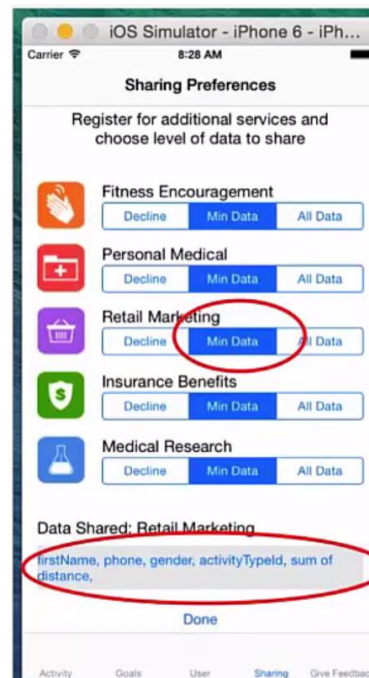 iOS Simulator - iPhone 6 - iPh...
Carrier 8:28 AM
Sharing Preferences
Register for additional services and
choose level of data to share
Fitness Encouragement
Decline Min Data All Data
Personal Medical
Decline Min Data All Data
Retail Marketing
Decline Min Data All Data
Insurance Benefits
$
Decline Min Data All Data
Medical Research
Decline Min Data All Data
Data Shared; Retail Marketing
firstName, phone, gender, activityTypeId, sum of
distance,
Done
Activity Goals User Sharing Give Feedbac